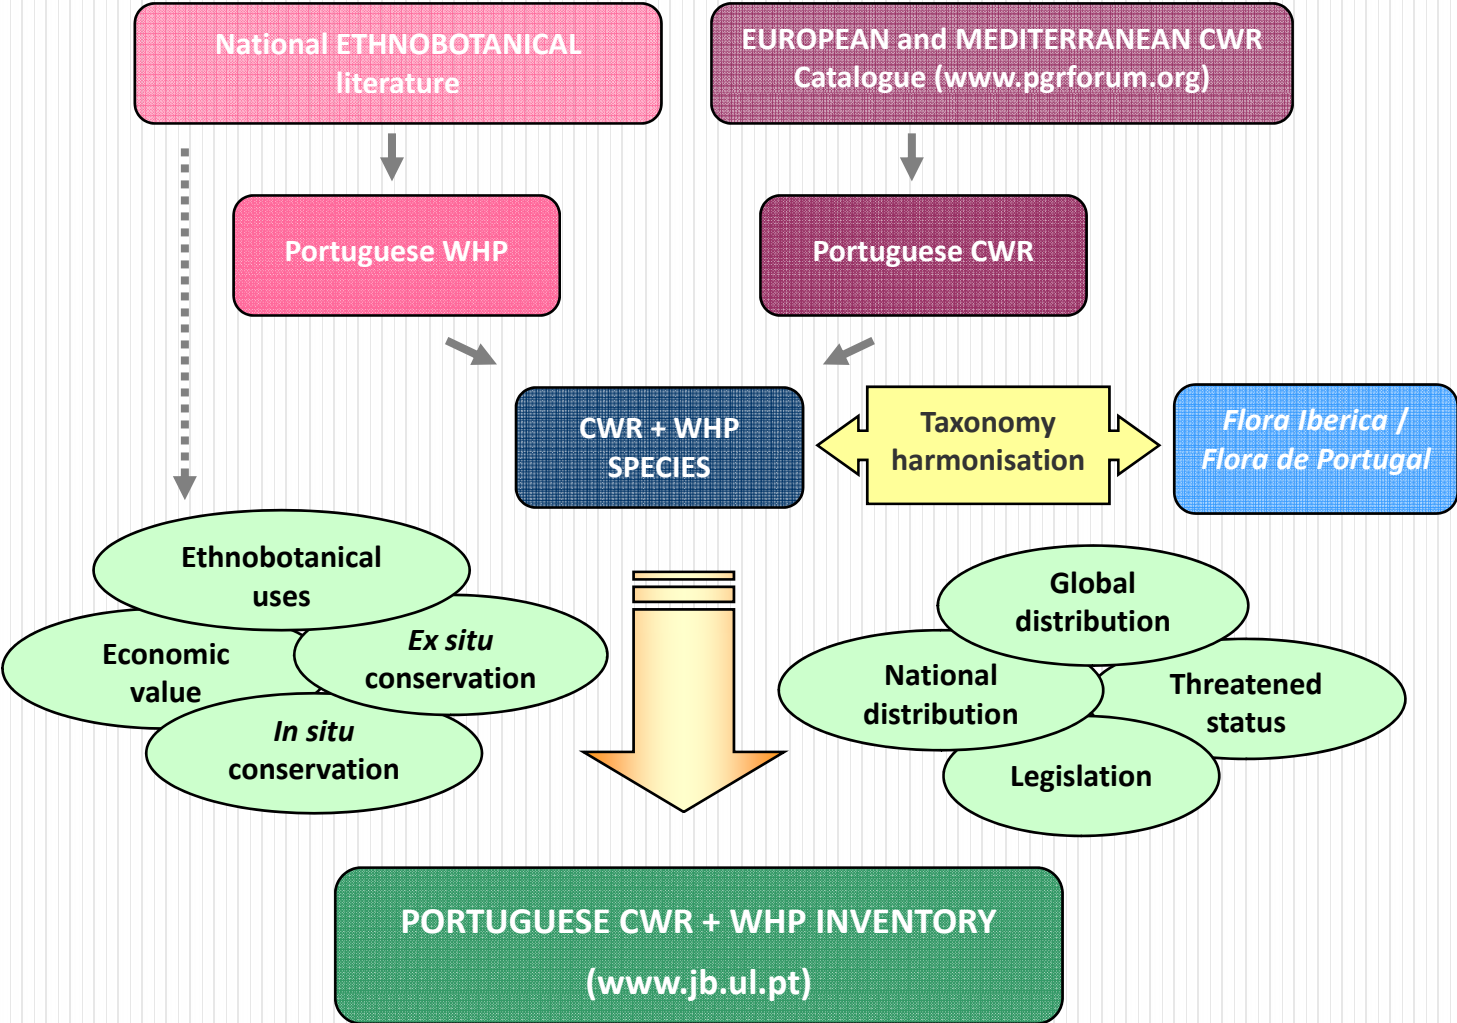 National ETHNOBOTANICAL
literature
EUROPEAN and MEDITERRANEAN CWR
Catalogue (www.pgrforum.org)
Portuguese WHP
Portuguese CWR
CWR + WHP
SPECIES
Taxonomy
harmonisation
Flora Iberica /
Flora de Portugal
Ethnobotanical
uses
Economic
value
Ex situ
conservation
In situ
conservation
Global
distribution
National
distribution
Threatened
status
Legislation
PORTUGUESE CWR + WHP INVENTORY
(www.jb.ul.pt)